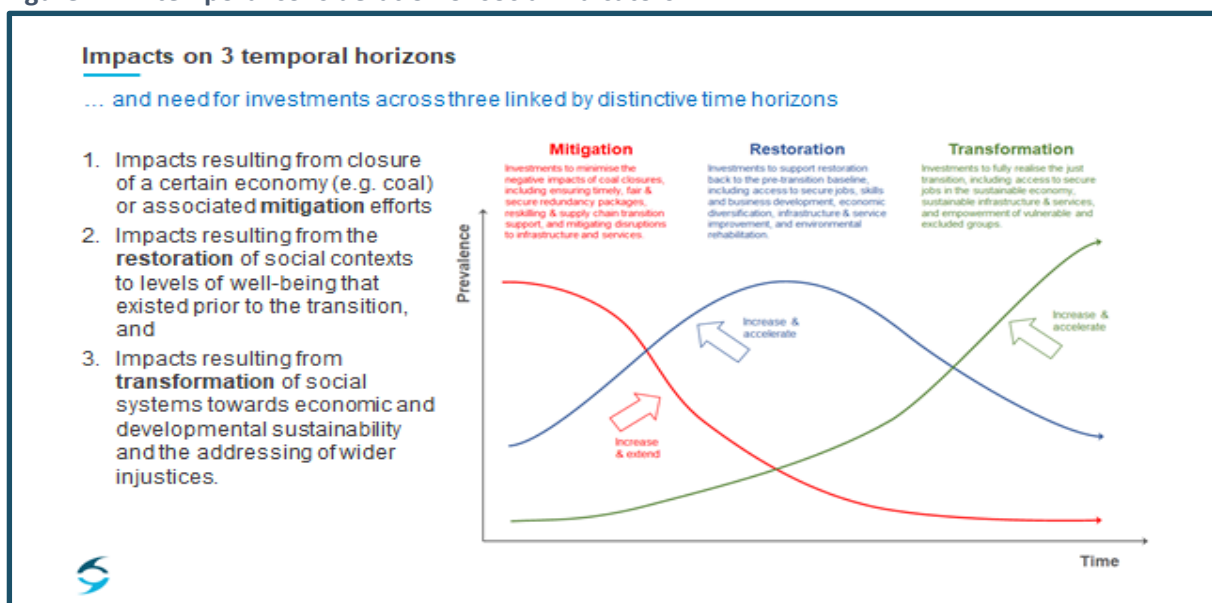 Impacts on 3 temporal horizons
… and need for investments across three linked by distinctive time horizons
1. Impacts resulting from closure
of a certain economy (e.g. coal)
or associated mitigation efforts
2. Impacts resulting from the
restoration of social contexts
to levels of well-being that
existed prior to the transition,
and
3. Impacts resulting from
transformation of social
systems towards economic and
developmental sustainability
and the addressing of wider
injustices.
Mitigation
Investments to minimise the
negative impacts of coal closures,
including ensuring timely, fair &
secure redundancy packages,
reskilling & supply chain transition
support, and mitigating disruptions
to infrastructure and services.
Restoration
Investments to support restoration
back to the pre-transition baseline,
including access to secure jobs, skills
and business development, economic
diversification, infrastructure & service
improvement, and environmental
rehabilitation.
Transformation
Investments to fully realise the just
transition, including access to secure
jobs in the sustainable economy,
sustainable infrastructure & services,
and empowerment of vulnerable and
excluded groups.
Prevalence
Increase &
accelerate
Increase &
accelerate
Increase
& extend
Time